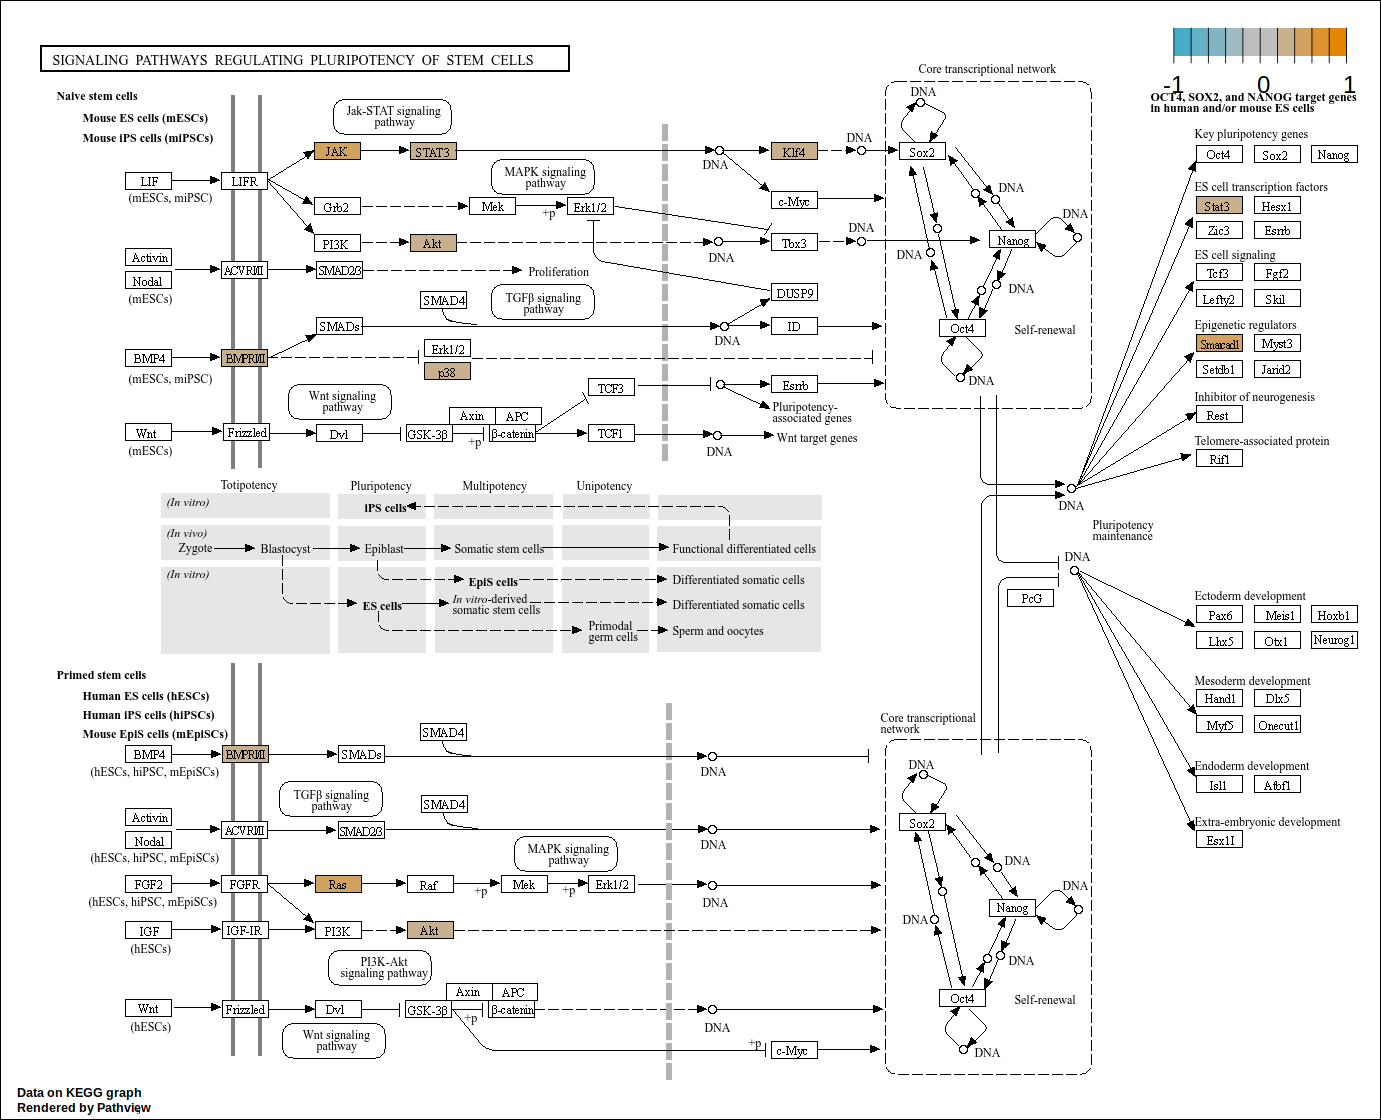 SIGNALING PATHWAYS REGULATING PLURIPOTENCY OF STEM CELLS
-1 0 1
OCT4, SOX2, and NANOG target genes
in human and/or mouse ES cells
Naive stem cells
Mouse ES cells (mESCs)
Mouse iPS cells (miPSCs)
Jak-STAT signaling
pathway
Core transcriptional network
DNA
JAK
STAT3
DNA
Klf4
DNA
Sox2
MAPK signaling
pathway
LIF
LIFR
(mESCs, miPSC)
Grb2
Mek
+p
Erk1/2
c-Myc
DNA
DNA
PI3K
Akt
DNA
Tbx3
DNA
Nanog
DNA
Activin
Nodal
(mESCs)
ACVRI/II
SMAD2/3
Proliferation
TGFβ signaling
pathway
DUSP9
DNA
SMAD4
SMADs
DNA
ID
Oct4
Self-renewal
BMP4
BMPRI/II
(mESCs, miPSC)
Erk1/2
p38
DNA
Wnt signaling
pathway
TCF3
DNA
Esrrb
Pluripotency-
associated genes
Axin
APC
Wnt
Frizzled
(mESCs)
Dvl
GSK-3β
+p
β-catenin
TCF1
DNA
Wnt target genes
Key pluripotency genes
Oct4 Sox2 Nanog
ES cell transcription factors
Stat3 Hesx1
Zic3 Esrrb
ES cell signaling
Tcf3 Fgf2
Lefty2 Skil
Epigenetic regulators
Smarcad1 Myst3
Setdb1 Jarid2
Inhibitor of neurogenesis
Rest
Telomere-associated protein
Rif1
DNA
Pluripotency
maintenance
DNA
PcG
Totipotency Pluripotency Multipotency Unipotency
(In vitro)
iPS cells
(In vivo)
Zygote Blastocyst Epiblast Somatic stem cells Functional differentiated cells
(In vitro)
EpiS cells Differentiated somatic cells
ES cells In vitro-derived
somatic stem cells
Differentiated somatic cells
Primodal
germ cells
Sperm and oocytes
Ectoderm development
Pax6 Meis1 Hoxb1
Lhx5 Otx1 Neurog1
Mesoderm development
Hand1 Dlx5
Myf5 Onecut1
Endoderm development
Isl1 Atbf1
Extra-embryonic development
Esx1l
Primed stem cells
Human ES cells (hESCs)
Human iPS cells (hiPSCs)
Mouse EpiS cells (mEpiSCs)
Core transcriptional
network
BMP4
BMPRI/II
SMADs
SMAD4
DNA
(hESCs, hiPSC, mEpiSCs)
TGFβ signaling
pathway
SMAD4
Activin
Nodal
(hESCs, hiPSC, mEpiSCs)
ACVRI/II
SMAD2/3
DNA
MAPK signaling
pathway
FGF2
FGFR
(hESCs, hiPSC, mEpiSCs)
Ras
Raf
+p
Mek
+p
Erk1/2
DNA
IGF
IGF-IR
(hESCs)
PI3K
Akt
PI3K-Akt
signaling pathway
Axin
APC
Wnt
Frizzled
(hESCs)
Dvl
GSK-3β
+p
β-catenin
DNA
Wnt signaling
pathway
+p
c-Myc
DNA
Sox2
DNA
DNA
DNA
Nanog
DNA
Oct4
Self-renewal
DNA
Data on KEGG graph
Rendered by Pathview